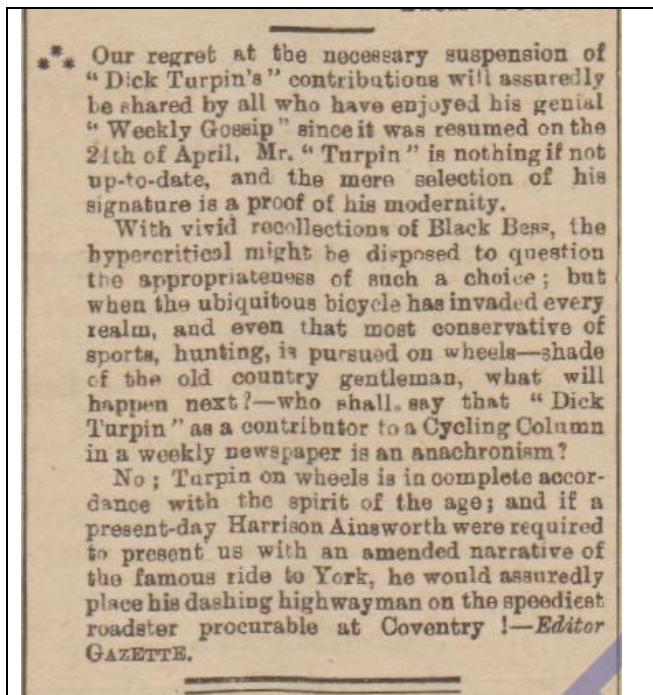 ⁂ Our regret at the necessary suspension of
"Dick Turpin's" contributions will assuredly
be shared by all who have enjoyed his genial
"Weekly Gossip" since it was resumed on the
24th of April. Mr. "Turpin" is nothing if not
up-to-date, and the mere selection of his
signature is a proof of his modernity.
With vivid recollections of Black Bess, the
hypercritical might be disposed to question
the appropriateness of such a choice; but
when the ubiquitous bicycle has invaded every
realm, and even that most conservative of
sports, hunting, is pursued on wheels—shade
of the old country gentleman, what will
happen next?—who shall say that "Dick
Turpin" as a contributor to a Cycling Column
in a weekly newspaper is an anachronism?
No; Turpin on wheels is in complete accor-
dance with the spirit of the age; and if a
present-day Harrison Ainsworth were required
to present us with an amended narrative of
the famous ride to York, he would assuredly
place his dashing highwayman on the speediest
roadster procurable at Coventry!—Editor
GAZETTE.